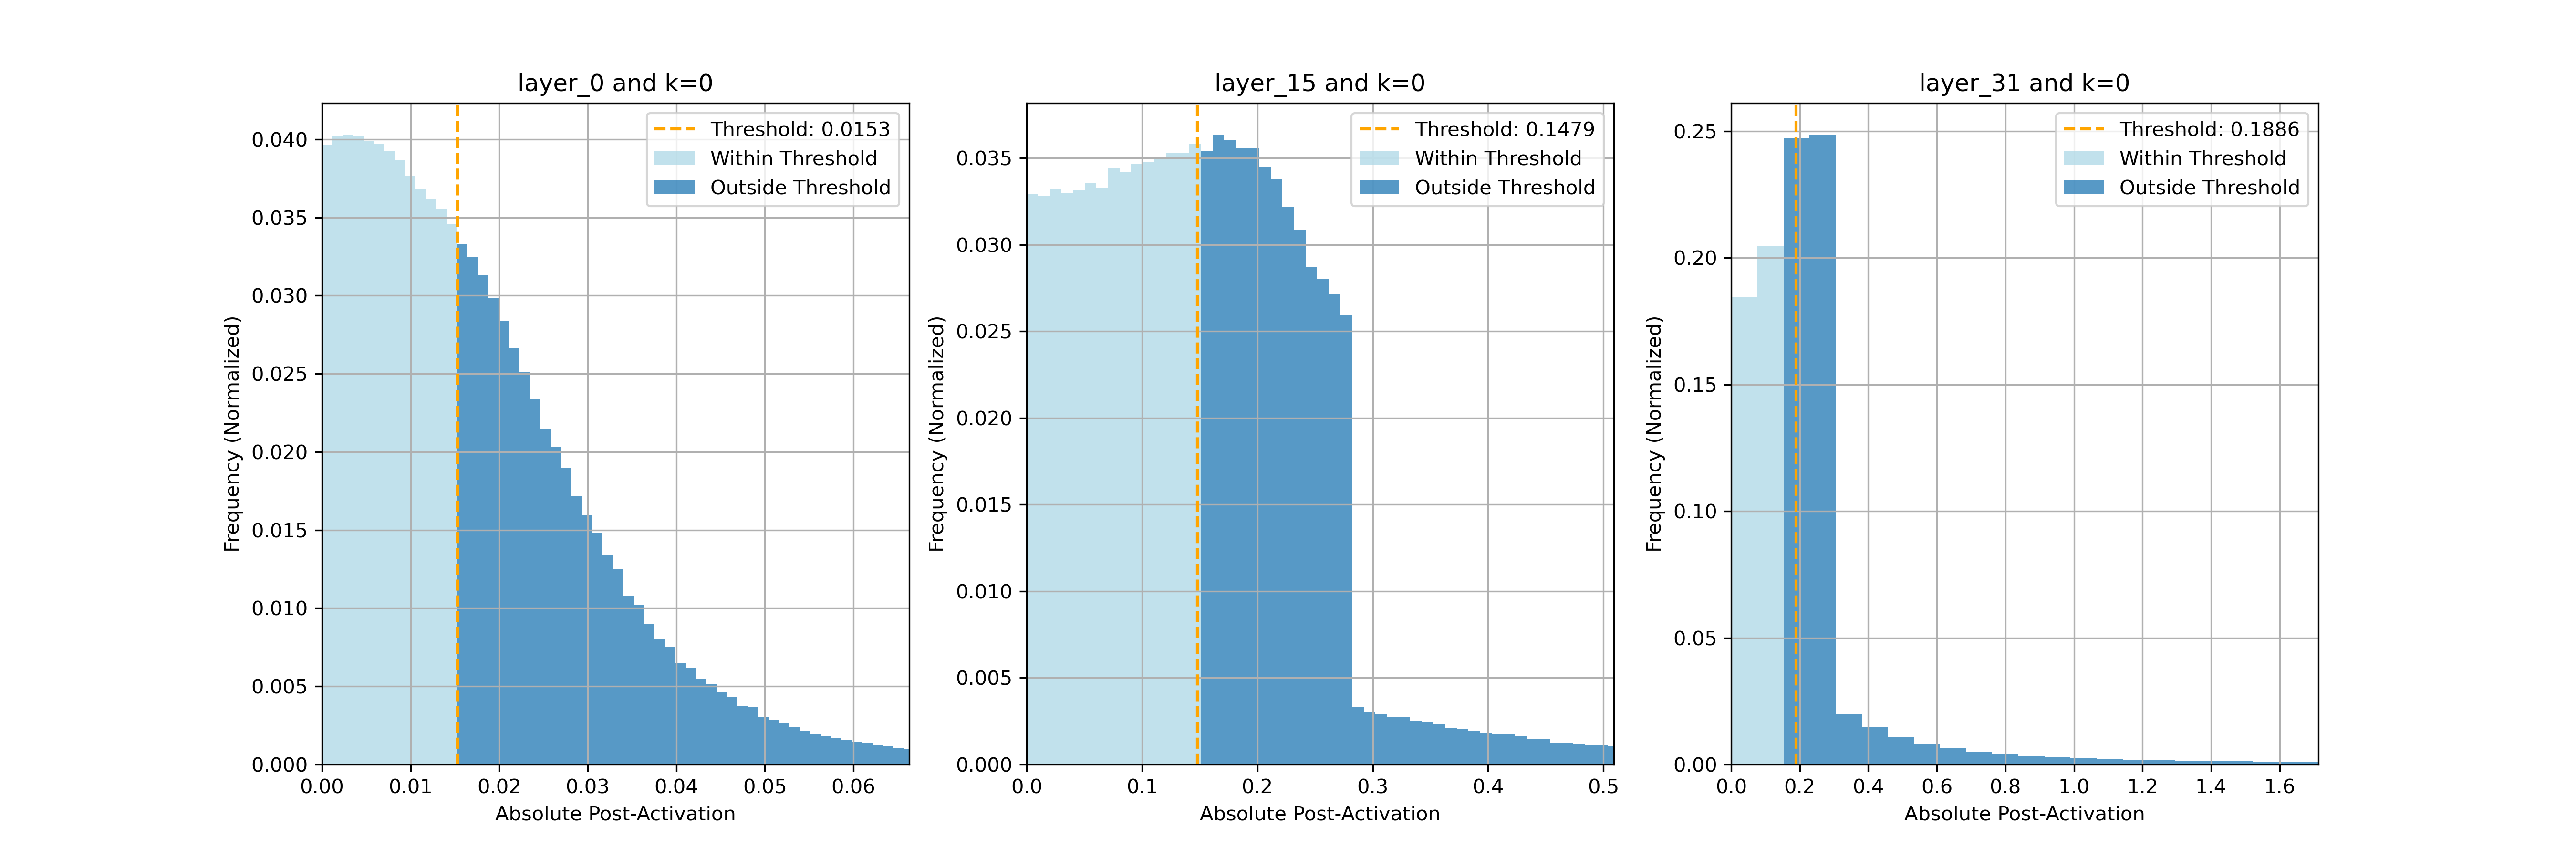 layer_0 and k=0
Threshold: 0.0153
Within Threshold
Outside Threshold
Frequency (Normalized)
0.040
0.035
0.030
0.025
0.020
0.015
0.010
0.005
0.000
0.00 0.01 0.02 0.03 0.04 0.05 0.06
Absolute Post-Activation
layer_15 and k=0
Threshold: 0.1479
Within Threshold
Outside Threshold
Frequency (Normalized)
0.035
0.030
0.025
0.020
0.015
0.010
0.005
0.000
0.0 0.1 0.2 0.3 0.4 0.5
Absolute Post-Activation
layer_31 and k=0
Threshold: 0.1886
Within Threshold
Outside Threshold
Frequency (Normalized)
0.25
0.20
0.15
0.10
0.05
0.00
0.0 0.2 0.4 0.6 0.8 1.0 1.2 1.4 1.6
Absolute Post-Activation